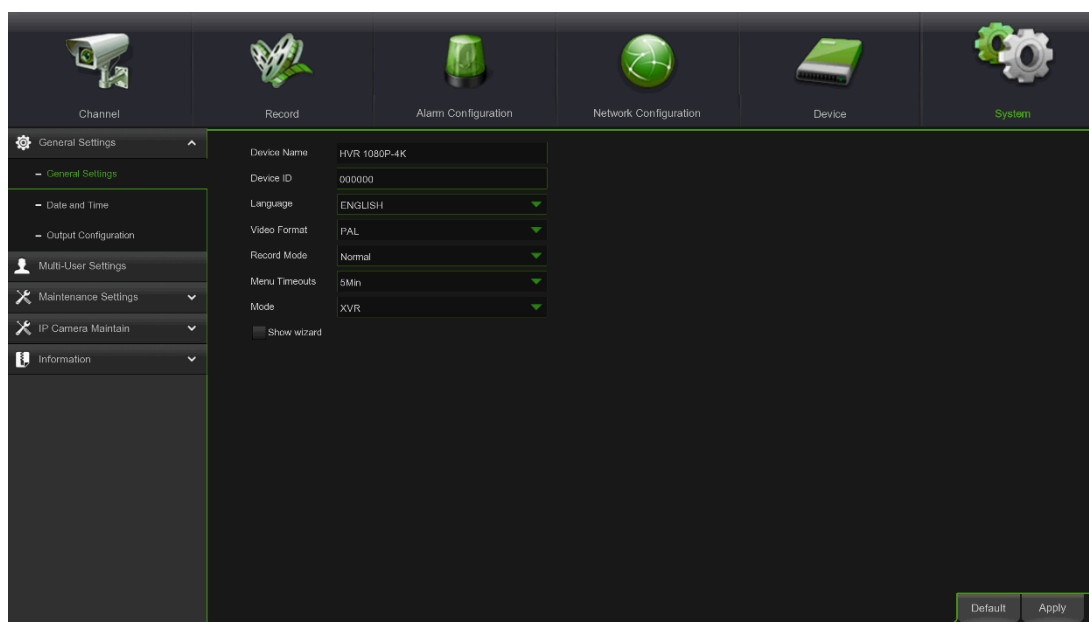 Channel
Record
Alarm Configuration
Network Configuration
Device
System
General Settings
General Settings
Date and Time
Output Configuration
Multi-User Settings
Maintenance Settings
IP Camera Maintain
Information
Device Name HVR 1080P-4K
Device ID 000000
Language ENGLISH
Video Format PAL
Record Mode Normal
Menu Timeouts 5Min
Mode XVR
Show wizard
Default Apply